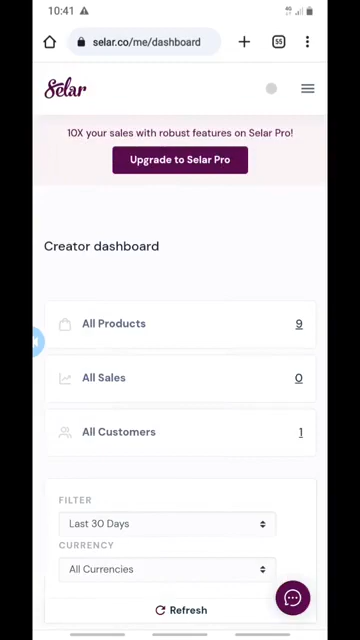 10:41
4G
selar.co/me/dashboard
55
Selar
10X your sales with robust features on Selar Pro!
Upgrade to Selar Pro
Creator dashboard
All Products 9
All Sales 0
All Customers 1
FILTER
Last 30 Days
CURRENCY
All Currencies
Refresh